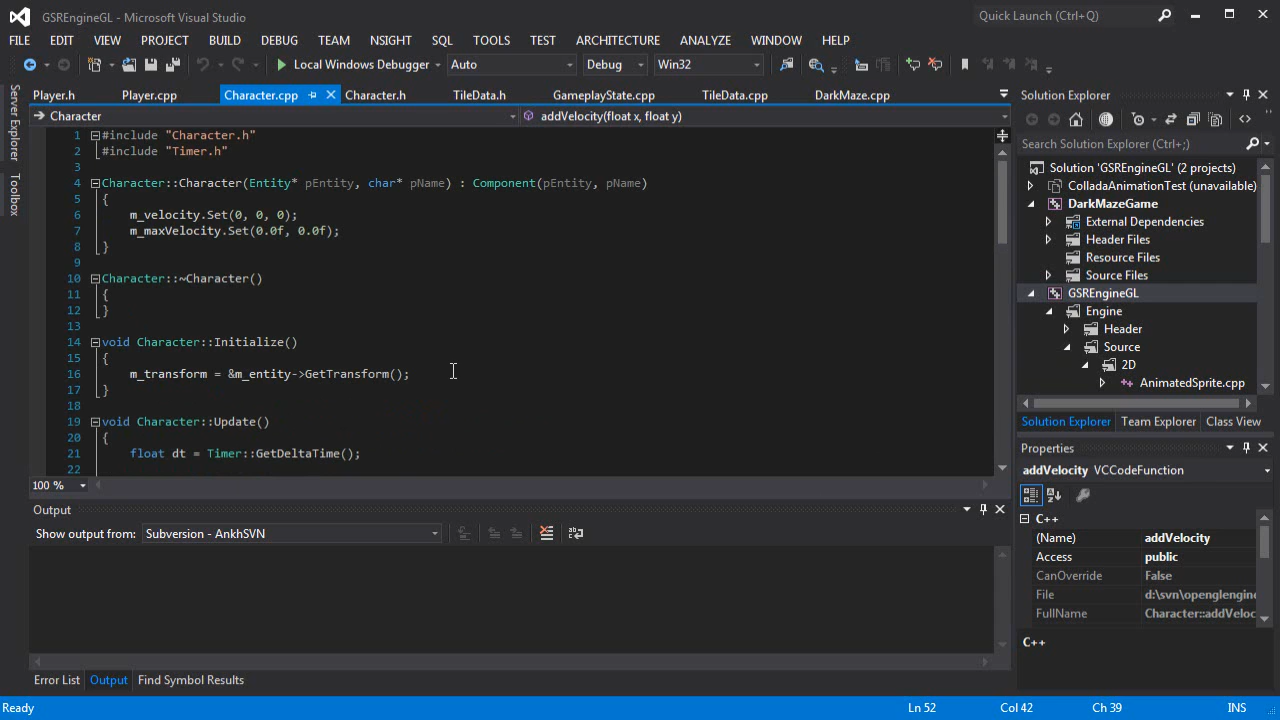 GSREngineGL - Microsoft Visual Studio
Quick Launch (Ctrl+Q)
FILE EDIT VIEW PROJECT BUILD DEBUG TEAM NSIGHT SQL TOOLS TEST ARCHITECTURE ANALYZE WINDOW HELP
Local Windows Debugger Auto Debug Win32
Server Explorer
Toolbox
Player.h Player.cpp Character.cpp Character.h TileData.h GameplayState.cpp TileData.cpp DarkMaze.cpp
Character addVelocity(float x, float y)
1 #include "Character.h"
2 #include "Timer.h"
3
4 Character::Character(Entity* pEntity, char* pName) : Component(pEntity, pName)
5 {
6 m_velocity.Set(0, 0, 0);
7 m_maxVelocity.Set(0.0f, 0.0f);
8 }
9
10 Character::~Character()
11 {
12 }
13
14 void Character::Initialize()
15 {
16 m_transform = &m_entity->GetTransform();
17 }
18
19 void Character::Update()
20 {
21 float dt = Timer::GetDeltaTime();
22
100 %
Output
Show output from: Subversion - AnkhSVN
Error List Output Find Symbol Results
Solution Explorer
Search Solution Explorer (Ctrl+;)
Solution 'GSREngineGL' (2 projects)
ColladaAnimationTest (unavailable)
DarkMazeGame
External Dependencies
Header Files
Resource Files
Source Files
GSREngineGL
Engine
Header
Source
2D
AnimatedSprite.cpp
Solution Explorer Team Explorer Class View
Properties
addVelocity VCCodeFunction
C++
(Name) addVelocity
Access public
CanOverride False
File d:\svn\openglengine
FullName Character::addVeloc
C++
Ready Ln 52 Col 42 Ch 39 INS